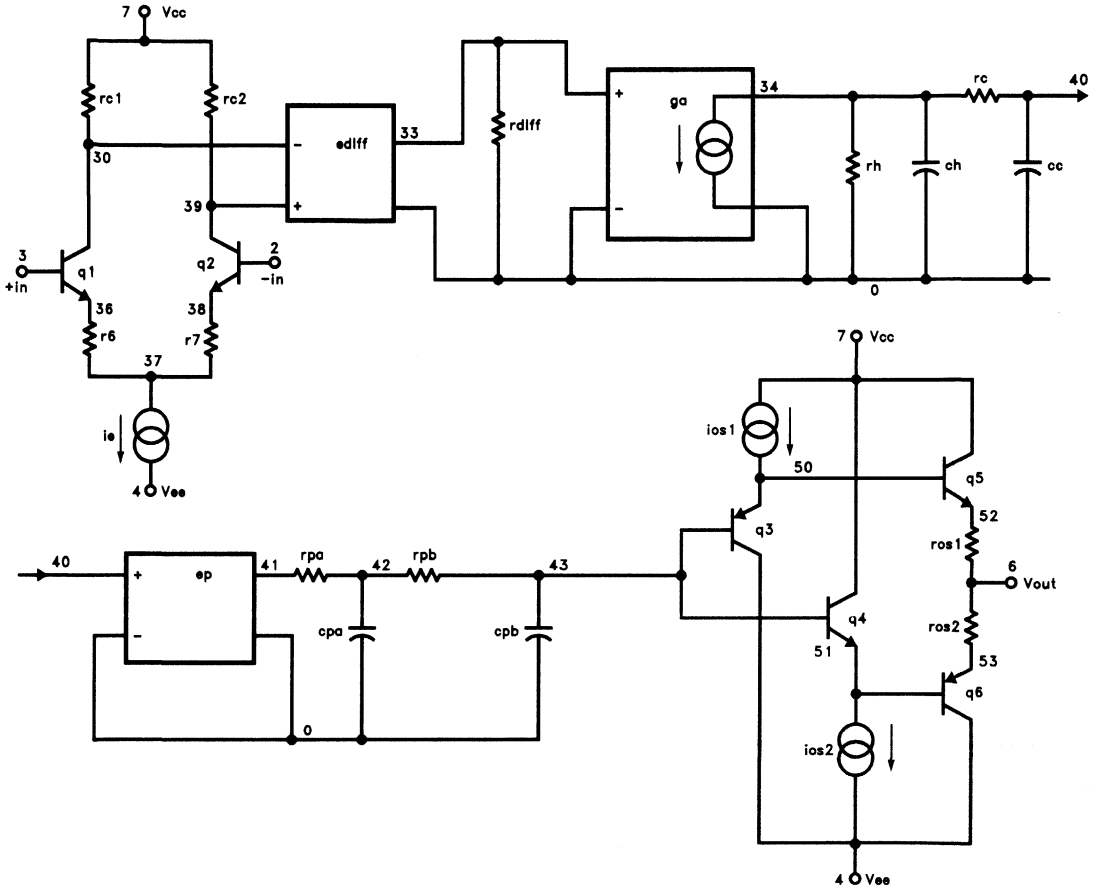 7 Vcc
rc1
rc2
30
39
3
+in
q1
q2
2
-in
36
38
r6
r7
37
ie
4 Vee
- ediff
+
33
rdiff
+ ga
-
34
rc
40
rh
ch
cc
0
40
+ ep
-
41
rpa
42
rpb
43
cpa
cpb
0
7 Vcc
ios1
50
q5
q3
52
ros1
6
Vout
q4
ros2
51
53
q6
ios2
4 Vee